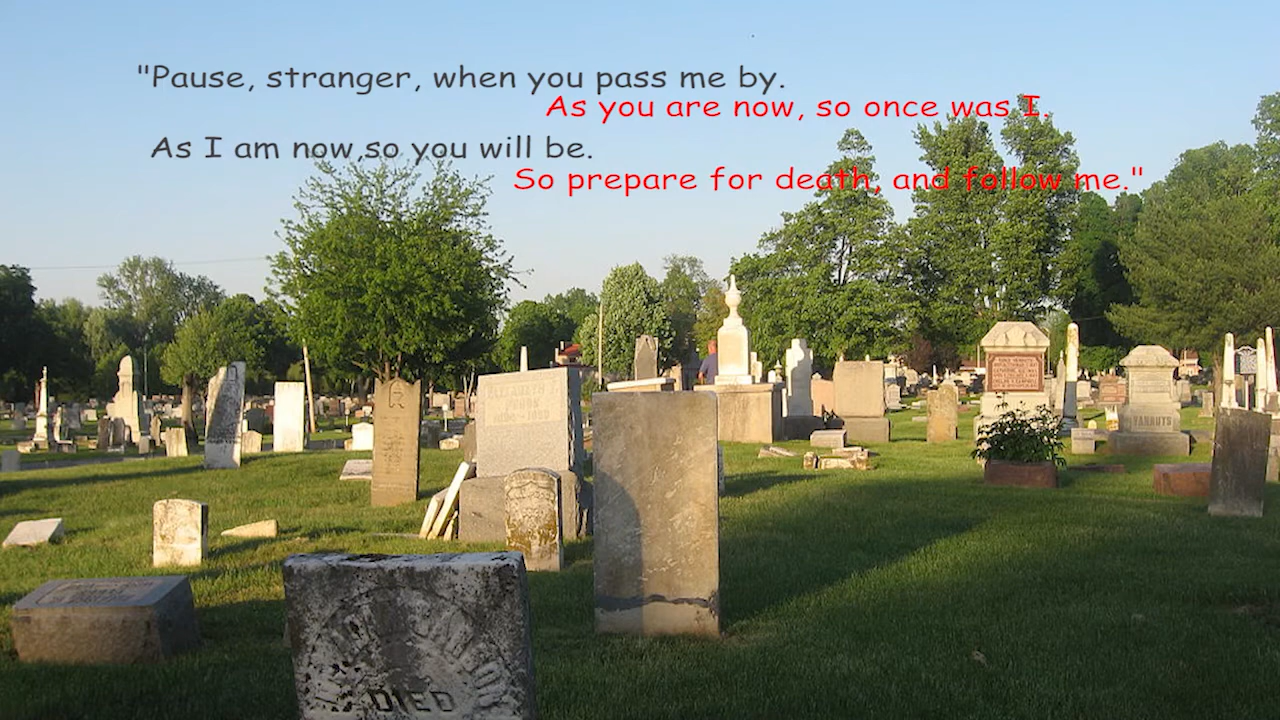 "Pause, stranger, when you pass me by.
As you are now, so once was I.
As I am now,so you will be.
So prepare for death, and follow me."
DIED